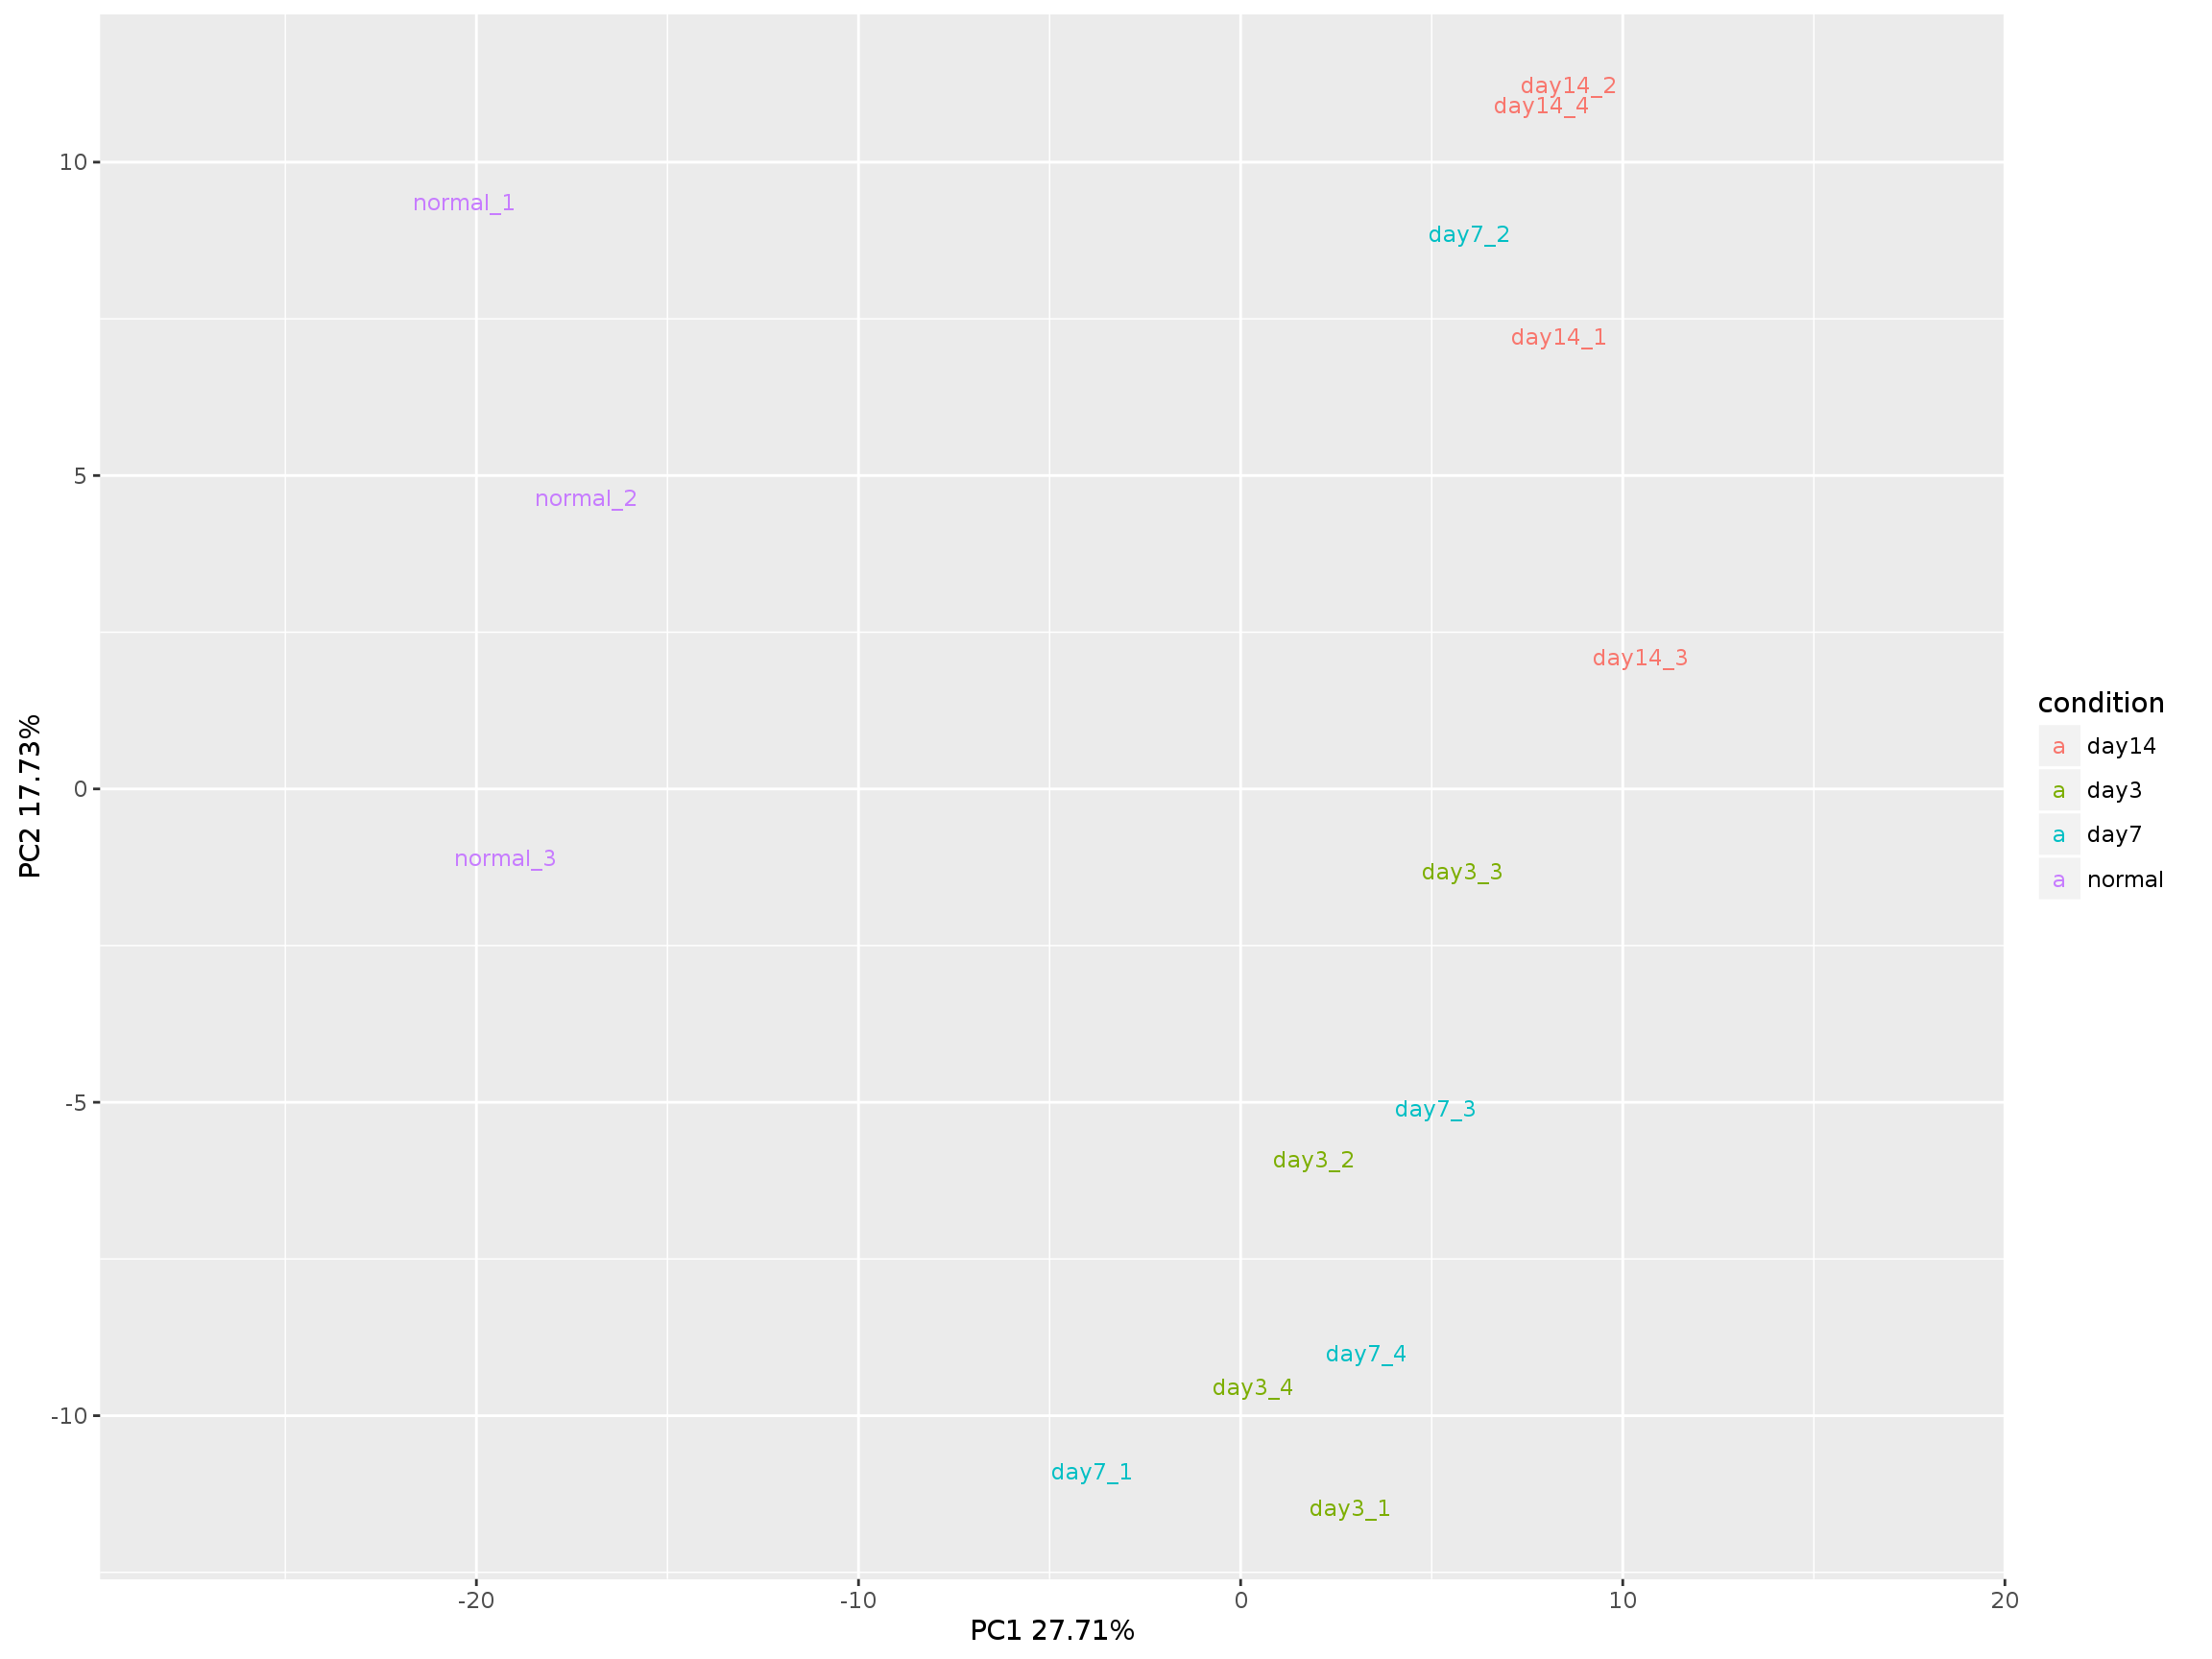 day14_2
day14_4
10
normal_1
day7_2
day14_1
5
normal_2
day14_3
condition
a day14
PC2 17.73%
0
a day3
a day7
normal_3
day3_3
a normal
-5
day7_3
day3_2
day7_4
day3_4
-10
day7_1
day3_1
-20 -10 0 10 20
PC1 27.71%